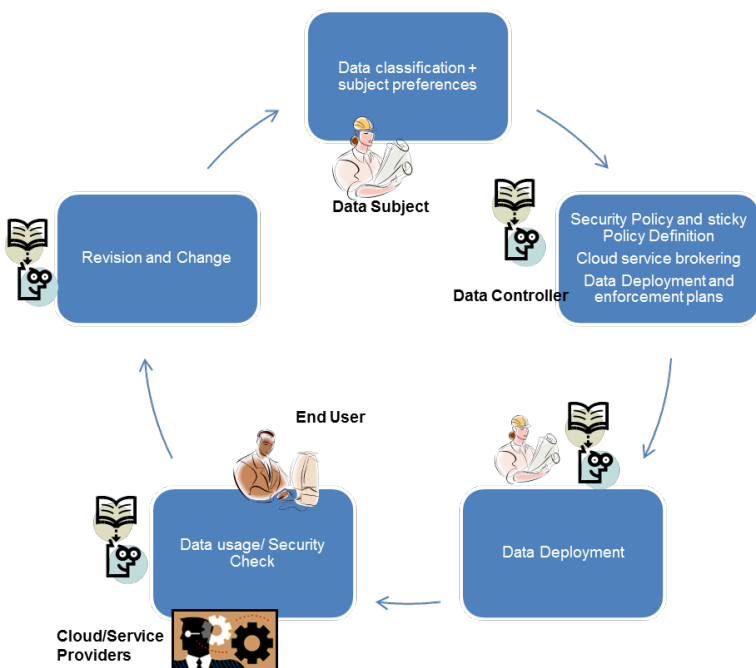 Data classification +
subject preferences
Data Subject
Security Policy and sticky
Policy Definition
Cloud service brokering
Data Deployment and
enforcement plans
Data Controller
Revision and Change
End User
Data Deployment
Data usage/ Security
Check
Cloud/Service
Providers